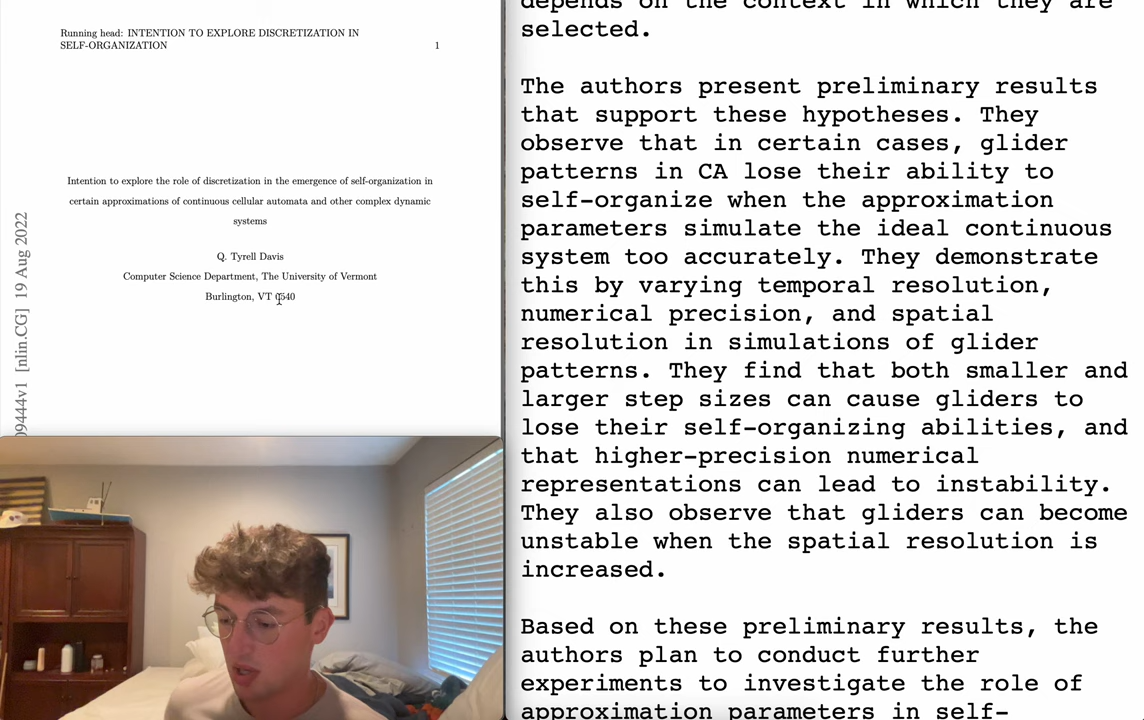 Running head: INTENTION TO EXPLORE DISCRETIZATION IN
SELF-ORGANIZATION 1
Intention to explore the role of discretization in the emergence of self-organization in
certain approximations of continuous cellular automata and other complex dynamic
systems
Q. Tyrell Davis
Computer Science Department, The University of Vermont
Burlington, VT 0540
09444v1 [nlin.CG] 19 Aug 2022
depends on the context in which they are
selected.
The authors present preliminary results
that support these hypotheses. They
observe that in certain cases, glider
patterns in CA lose their ability to
self-organize when the approximation
parameters simulate the ideal continuous
system too accurately. They demonstrate
this by varying temporal resolution,
numerical precision, and spatial
resolution in simulations of glider
patterns. They find that both smaller and
larger step sizes can cause gliders to
lose their self-organizing abilities, and
that higher-precision numerical
representations can lead to instability.
They also observe that gliders can become
unstable when the spatial resolution is
increased.
Based on these preliminary results, the
authors plan to conduct further
experiments to investigate the role of
approximation parameters in self-